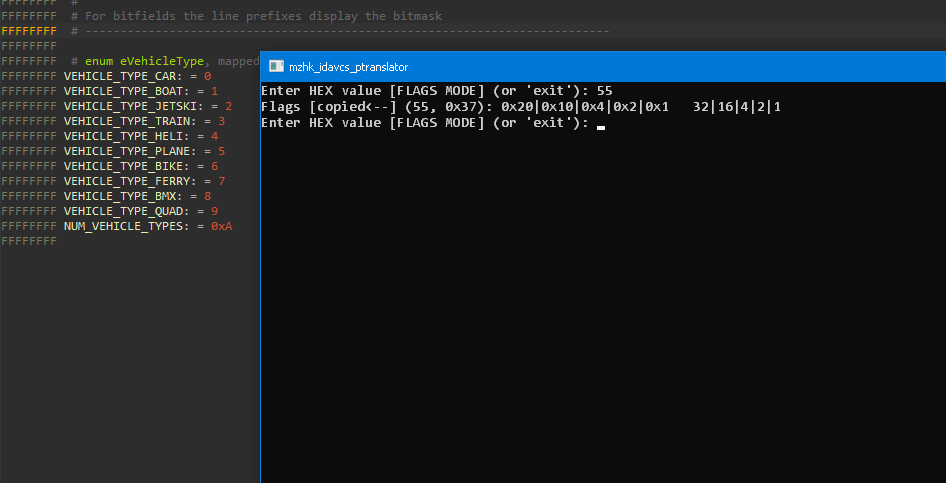 FFFFFFFF #
FFFFFFFF # For bitfields the line prefixes display the bitmask
FFFFFFFF # ---------------------------------------------------------------------------
FFFFFFFF
FFFFFFFF # enum eVehicleType, mapped
FFFFFFFF VEHICLE_TYPE_CAR: = 0
FFFFFFFF VEHICLE_TYPE_BOAT: = 1
FFFFFFFF VEHICLE_TYPE_JETSKI: = 2
FFFFFFFF VEHICLE_TYPE_TRAIN: = 3
FFFFFFFF VEHICLE_TYPE_HELI: = 4
FFFFFFFF VEHICLE_TYPE_PLANE: = 5
FFFFFFFF VEHICLE_TYPE_BIKE: = 6
FFFFFFFF VEHICLE_TYPE_FERRY: = 7
FFFFFFFF VEHICLE_TYPE_BMX: = 8
FFFFFFFF VEHICLE_TYPE_QUAD: = 9
FFFFFFFF NUM_VEHICLE_TYPES: = 0xA
FFFFFFFF
mzhk_idavcs_ptranslator
Enter HEX value [FLAGS MODE] (or 'exit'): 55
Flags [copied<--] (55, 0x37): 0x20|0x10|0x4|0x2|0x1   32|16|4|2|1
Enter HEX value [FLAGS MODE] (or 'exit'):